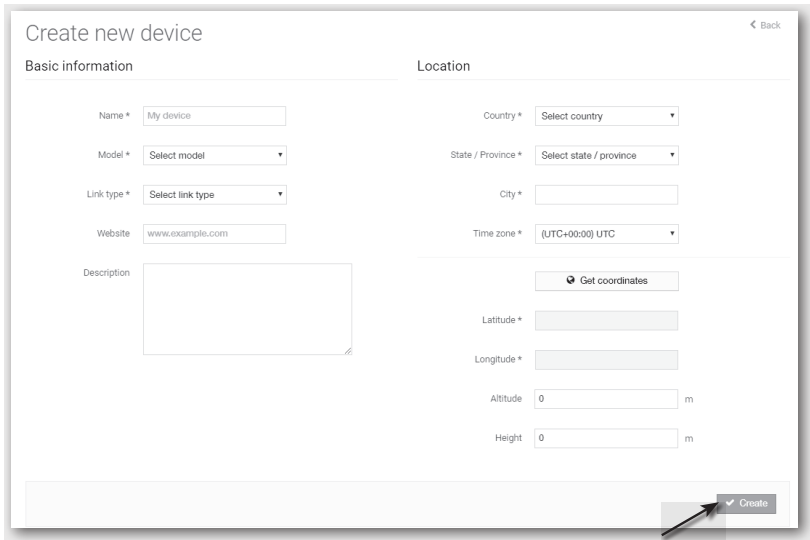 Create new device
Back
Basic information
Name *
My device
Model *
Select model
Link type *
Select link type
Website
www.example.com
Description
Location
Country *
Select country
State / Province *
Select state / province
City *
Time zone *
(UTC+00:00) UTC
Get coordinates
Latitude *
Longitude *
Altitude
0
m
Height
0
m
Create